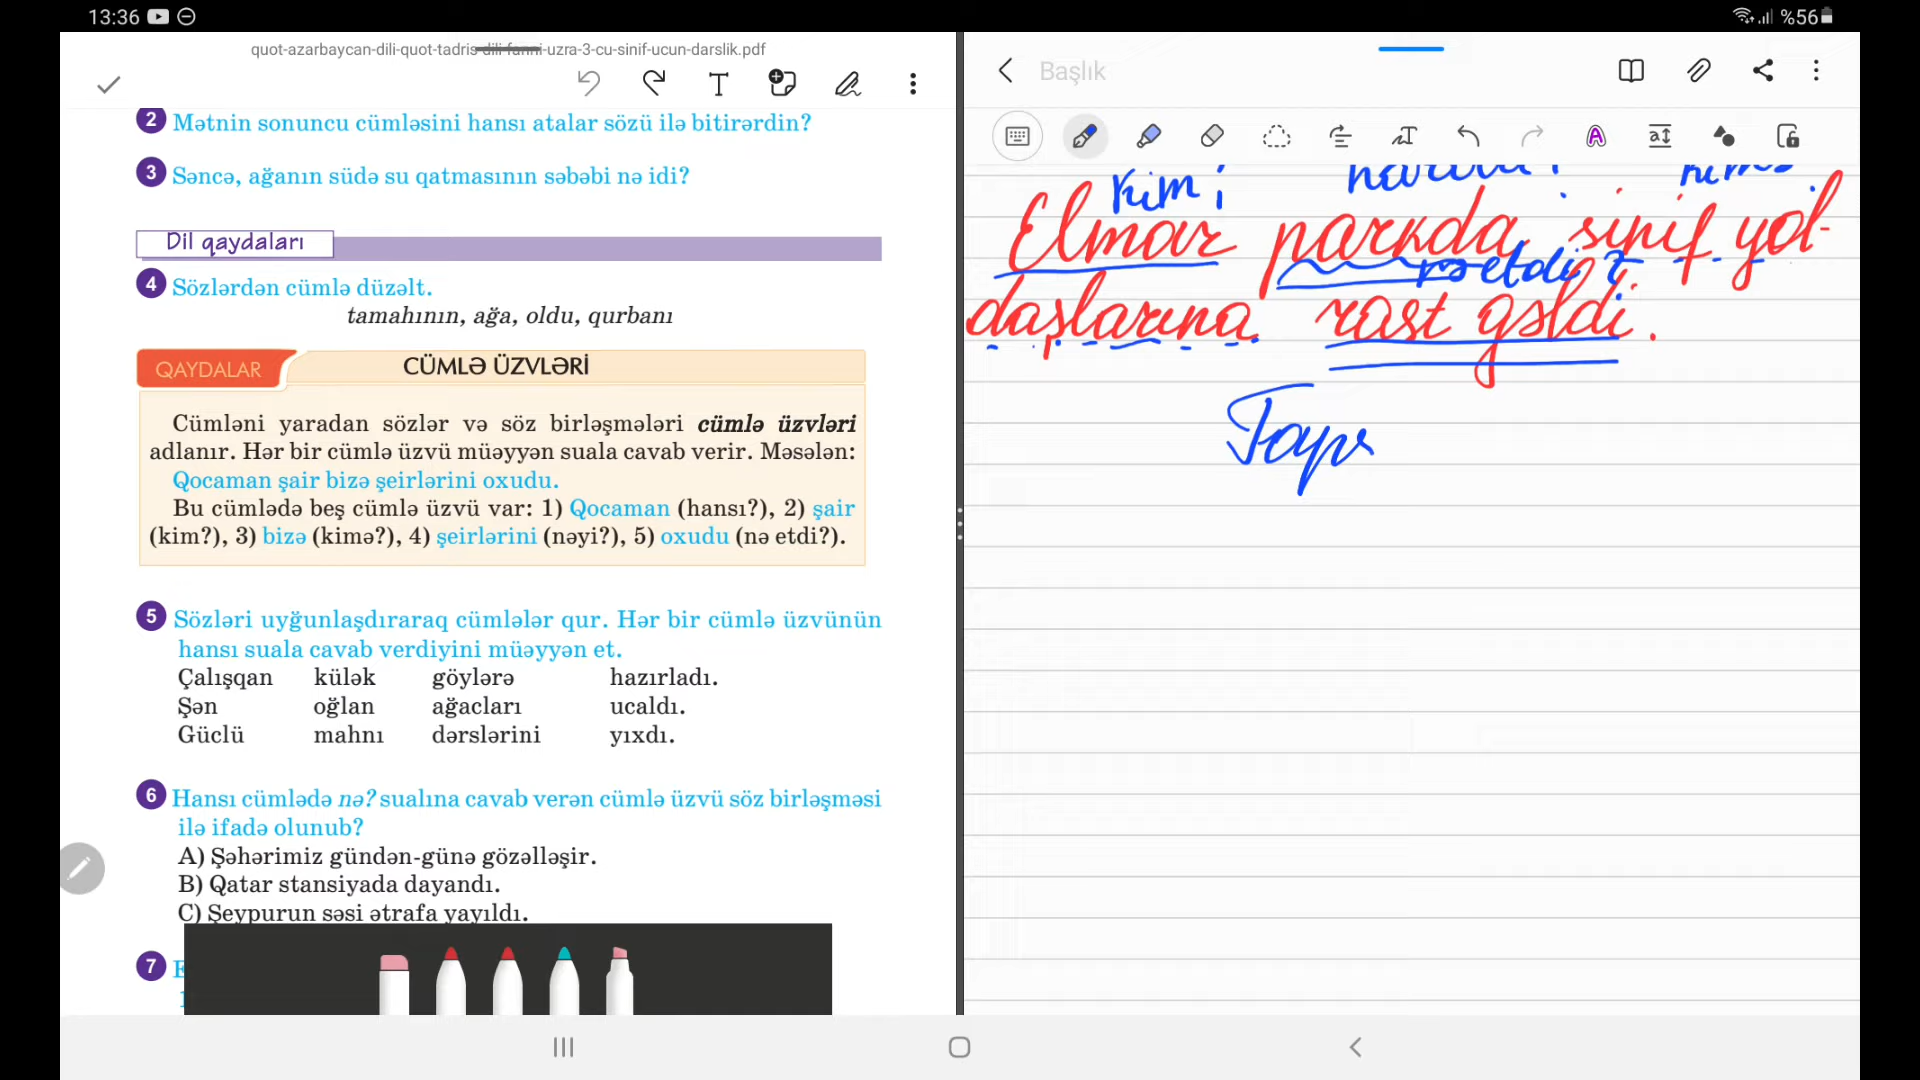 13:36
%56
quot-azarbaycan-dili-quot-tadris-dili-fanni-uzra-3-cu-sinif-ucun-darslik.pdf
2 Mətnin sonuncu cümləsini hansı atalar sözü ilə bitirərdin?
3 Səncə, ağanın südə su qatmasının səbəbi nə idi?
Dil qaydaları
4 Sözlərdən cümlə düzəlt.
tamahının, ağa, oldu, qurbanı
QAYDALAR CÜMLƏ ÜZVLƏRİ
Cümləni yaradan sözlər və söz birləşmələri cümlə üzvləri
adlanır. Hər bir cümlə üzvü müəyyən suala cavab verir. Məsələn:
Qocaman şair bizə şeirlərini oxudu.
Bu cümlədə beş cümlə üzvü var: 1) Qocaman (hansı?), 2) şair
(kim?), 3) bizə (kimə?), 4) şeirlərini (nəyi?), 5) oxudu (nə etdi?).
5 Sözləri uyğunlaşdıraraq cümlələr qur. Hər bir cümlə üzvünün
hansı suala cavab verdiyini müəyyən et.
Çalışqan külək göylərə hazırladı.
Şən oğlan ağacları ucaldı.
Güclü mahnı dərslərini yıxdı.
6 Hansı cümlədə nə? sualına cavab verən cümlə üzvü söz birləşməsi
ilə ifadə olunub?
A) Şəhərimiz gündən-günə gözəlləşir.
B) Qatar stansiyada dayandı.
C) Şeypurun səsi ətrafa yayıldı.
7
Başlık
kim?
Elmar parkda sinif yol-
nə etdi?
daşlarına rast gəldi.